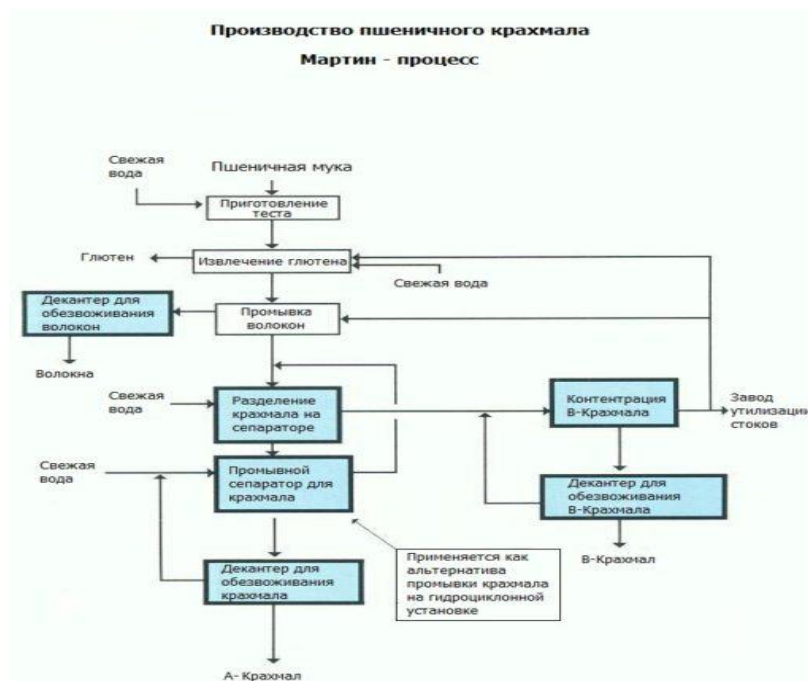 Производство пшеничного крахмала
Мартин - процесс
Свежая
вода
Пшеничная мука
Приготовление
теста
Глютен
Извлечение глютена
Свежая вода
Декантер для
обезвоживания
волокон
Промывка
волокон
Волокна
Свежая
вода
Разделение
крахмала на
сепараторе
Контентрация
В-Крахмала
Завод
утилизации
стоков
Свежая
вода
Промывной
сепаратор для
крахмала
Декантер для
обезвоживания
В-Крахмала
В-Крахмал
Применяется как
альтернатива
промывки крахмала
на гидроциклонной
установке
Декантер для
обезвоживания
крахмала
А-Крахмал